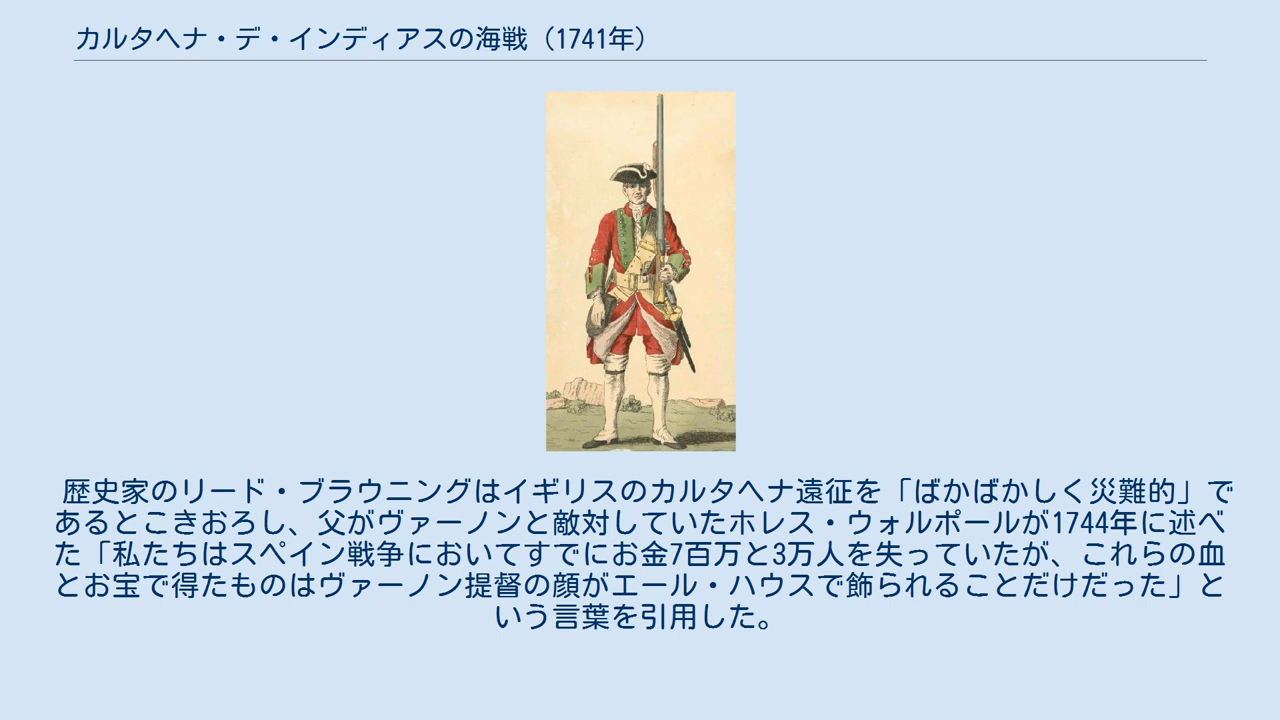 カルタヘナ・デ・インディアスの海戦（1741年）
歴史家のリード・ブラウニングはイギリスのカルタヘナ遠征を「ばかばかしく災難的」で
あるとこきおろし、父がヴァーノンと敵対していたホレス・ウォルポールが1744年に述べ
た「私たちはスペイン戦争においてすでにお金7百万と3万人を失っていたが、これらの血
とお宝で得たものはヴァーノン提督の顔がエール・ハウスで飾られることだけだった」と
いう言葉を引用した。